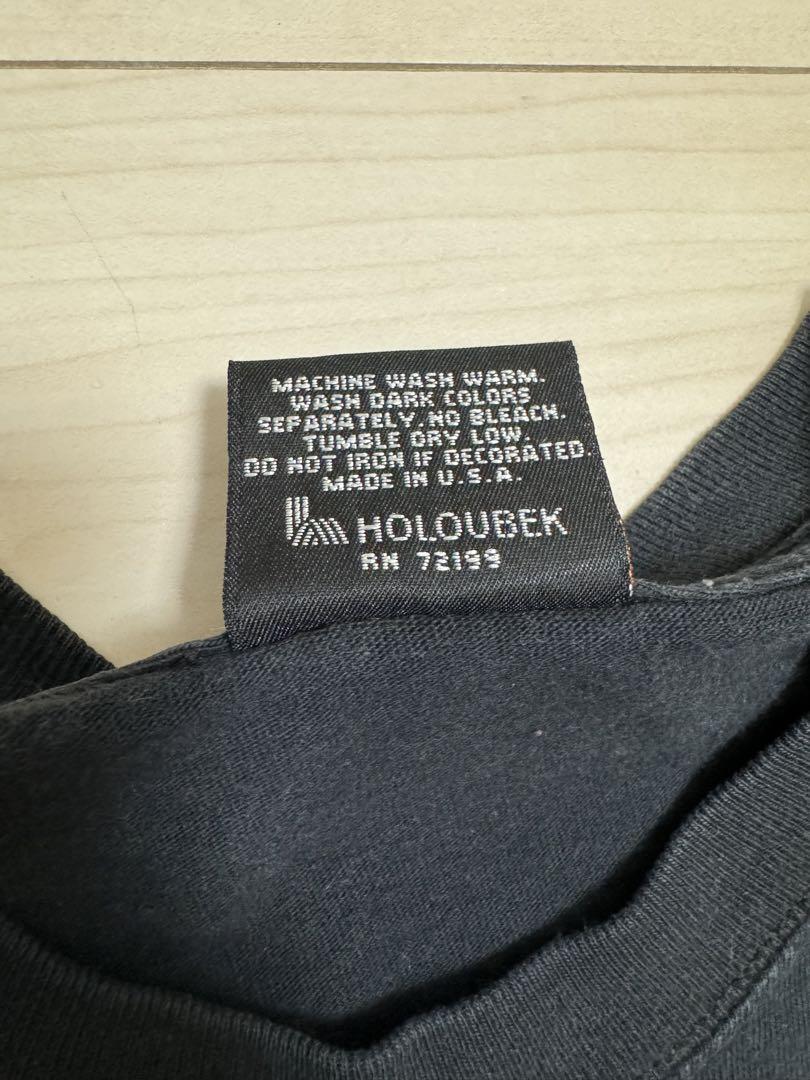 MACHINE WASH WARM.
WASH DARK COLORS
SEPARATELY. NO BLEACH.
TUMBLE DRY LOW.
DO NOT IRON IF DECORATED.
MADE IN U.S.A.
HOLOUBEK
RN 72199